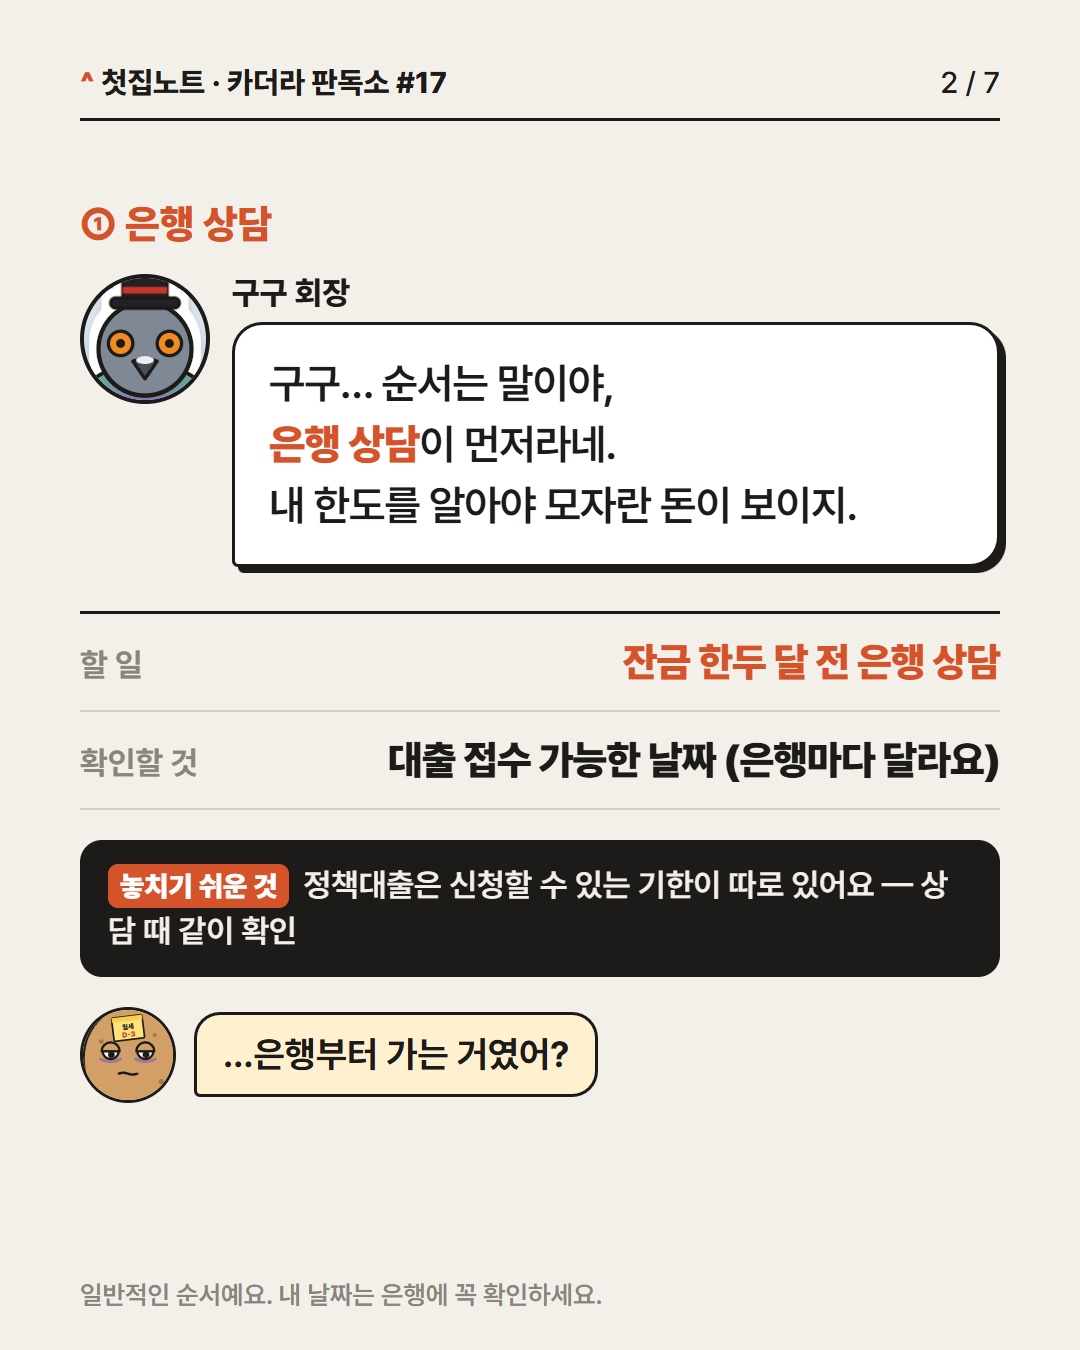 ^ 첫집노트 · 카더라 판독소 #17
2 / 7
① 은행 상담
구구 회장
구구... 순서는 말이야,
은행 상담이 먼저라네.
내 한도를 알아야 모자란 돈이 보이지.
할 일
잔금 한두 달 전 은행 상담
확인할 것
대출 접수 가능한 날짜 (은행마다 달라요)
놓치기 쉬운 것 정책대출은 신청할 수 있는 기한이 따로 있어요 — 상
담 때 같이 확인
D-3
...은행부터 가는 거였어?
일반적인 순서예요. 내 날짜는 은행에 꼭 확인하세요.